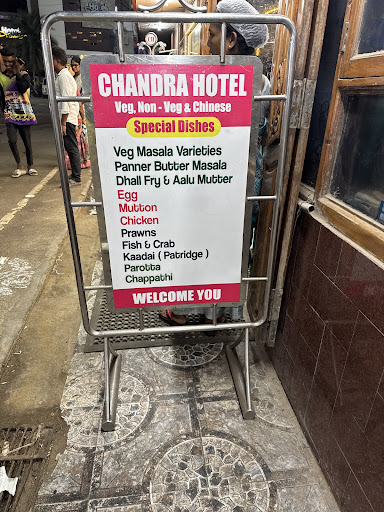 CHANDRA HOTEL
Veg, Non - Veg & Chinese
Special Dishes
Veg Masala Varieties
Panner Butter Masala
Dhall Fry & Aalu Mutter
Egg
Mutton
Chicken
Prawns
Fish & Crab
Kaadai ( Patridge )
Parotta
Chappathi
WELCOME YOU